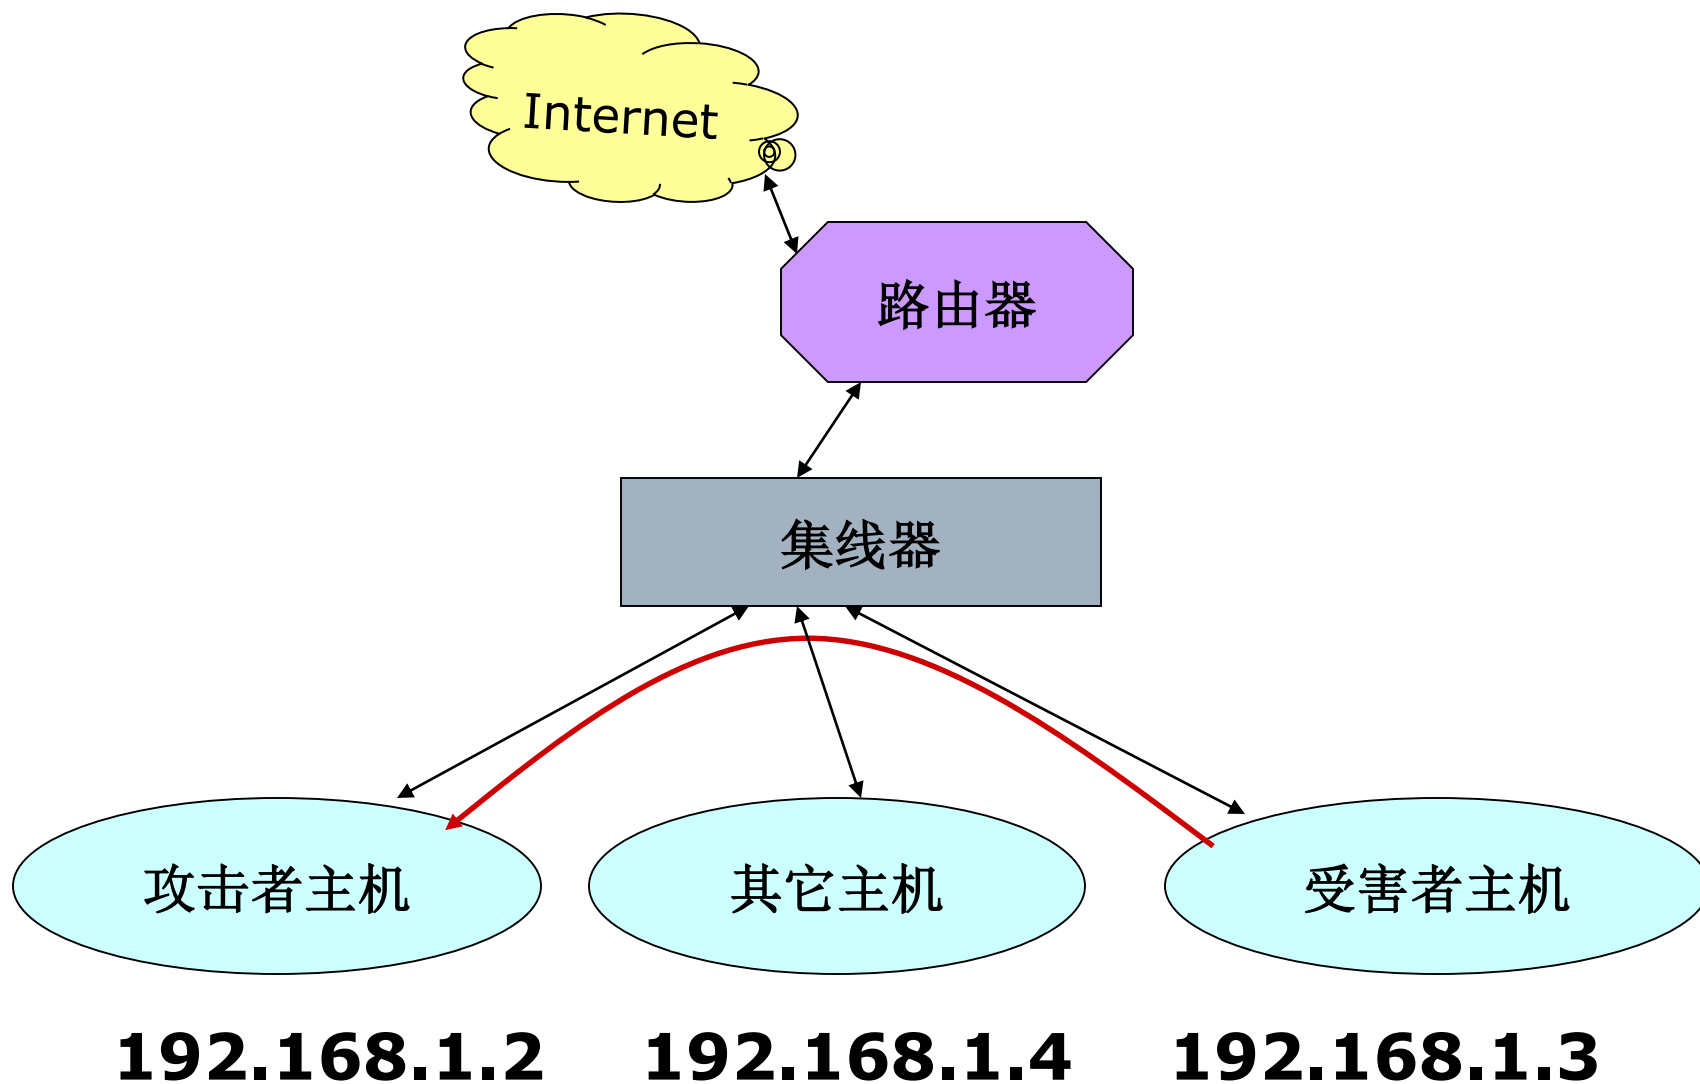 Internet
路由器
集线器
攻击者主机
其它主机
受害者主机
192.168.1.2
192.168.1.4
192.168.1.3